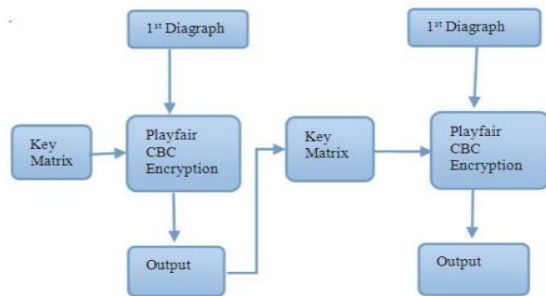 1st Diagraph
Key
Matrix
Playfair
CBC
Encryption
Output
1st Diagraph
Key
Matrix
Playfair
CBC
Encryption
Output